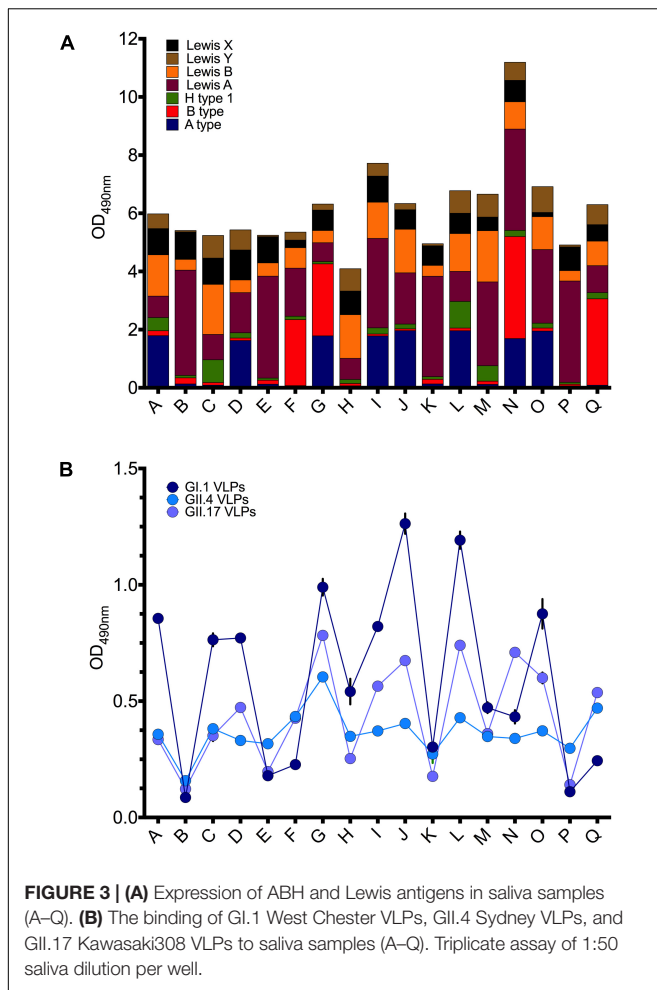 A
12
10
8
6
4
2
0
OD490nm
Lewis X
Lewis Y
Lewis B
Lewis A
H type 1
B type
A type
A B C D E F G H I J K L M N O P Q
B
1.5
1.0
0.5
0.0
OD490nm
GI.1 VLPs
GII.4 VLPs
GII.17 VLPs
A B C D E F G H I J K L M N O P Q
FIGURE 3 | (A) Expression of ABH and Lewis antigens in saliva samples
(A–Q). (B) The binding of GI.1 West Chester VLPs, GII.4 Sydney VLPs, and
GII.17 Kawasaki308 VLPs to saliva samples (A–Q). Triplicate assay of 1:50
saliva dilution per well.